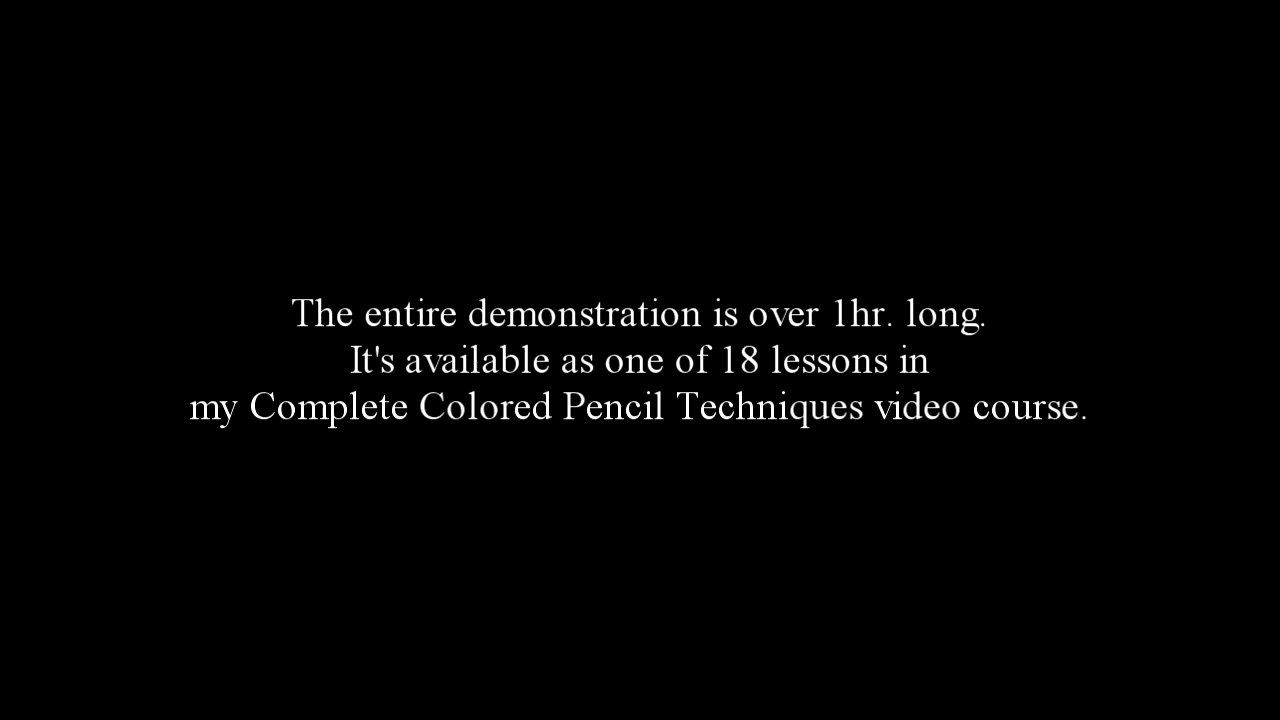 The entire demonstration is over 1hr. long.
It's available as one of 18 lessons in
my Complete Colored Pencil Techniques video course.